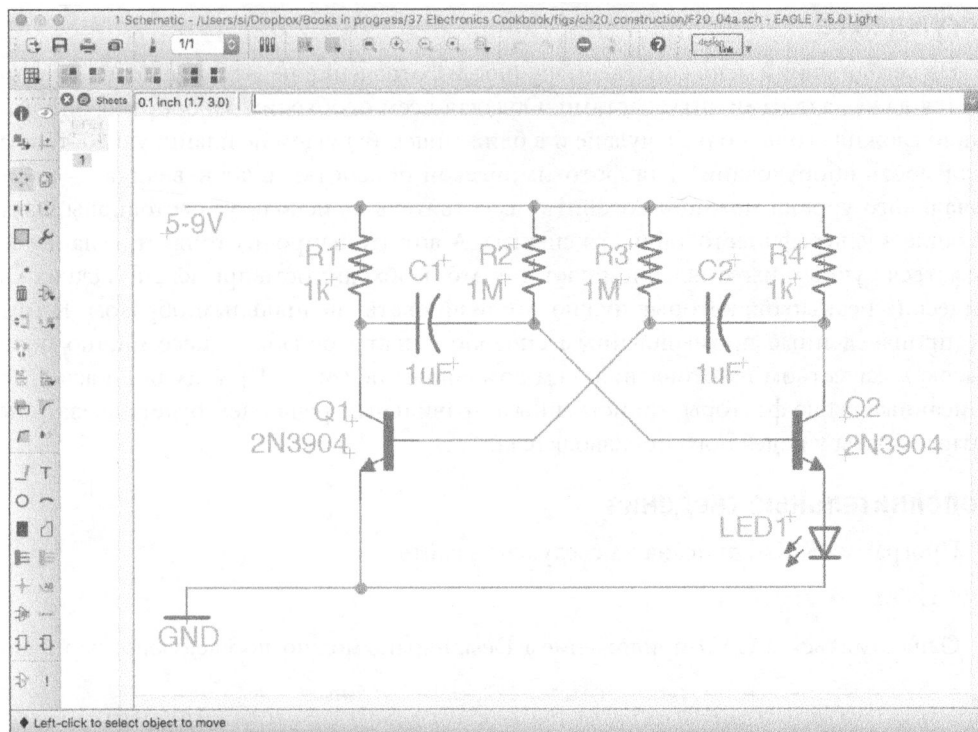 1 Schematic - /Users/si/Dropbox/Books in progress/37 Electronics Cookbook/figs/ch20_construction/F20_04a.sch - EAGLE 7.5.0 Light
1/1
design link
Sheets
0.1 inch (1.7 3.0)
1
5-9V
R1
1k
C1
1uF
R2
1M
R3
1M
C2
1uF
R4
1k
Q1
2N3904
Q2
2N3904
LED1
GND
Left-click to select object to move